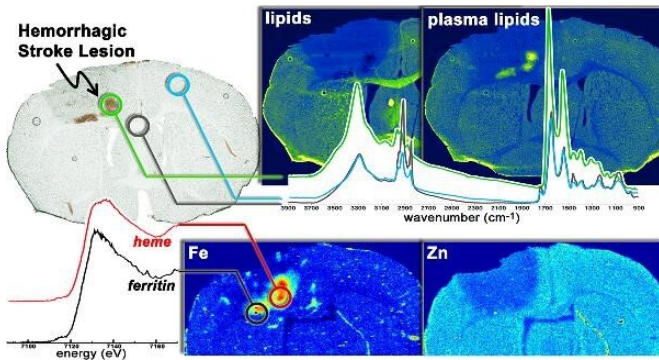 Hemorrhagic
Stroke Lesion
lipids
plasma lipids
3900 3700 3500 3300 3100 2900 2700 2500 2300 2100 1900 1700 1500 1300 1100 900
wavenumber (cm-1)
heme
ferritin
7100 7120 7140 7160
energy (eV)
Fe
Zn